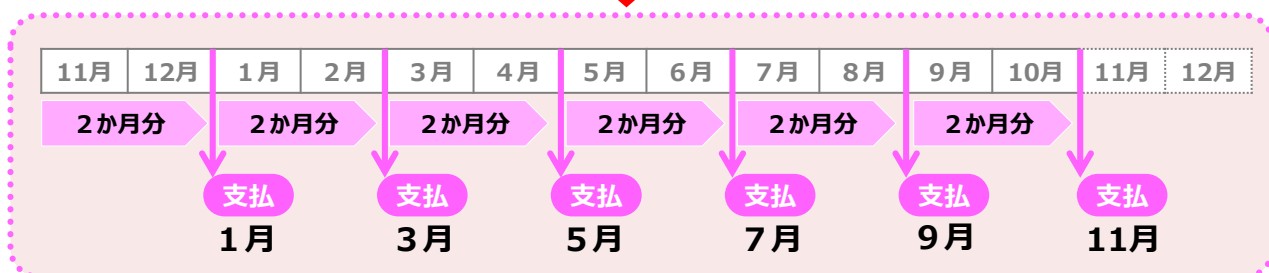 11月 12月 1月 2月 3月 4月 5月 6月 7月 8月 9月 10月 11月 12月
2か月分 2か月分 2か月分 2か月分 2か月分 2か月分
支払 支払 支払 支払 支払 支払
1月 3月 5月 7月 9月 11月